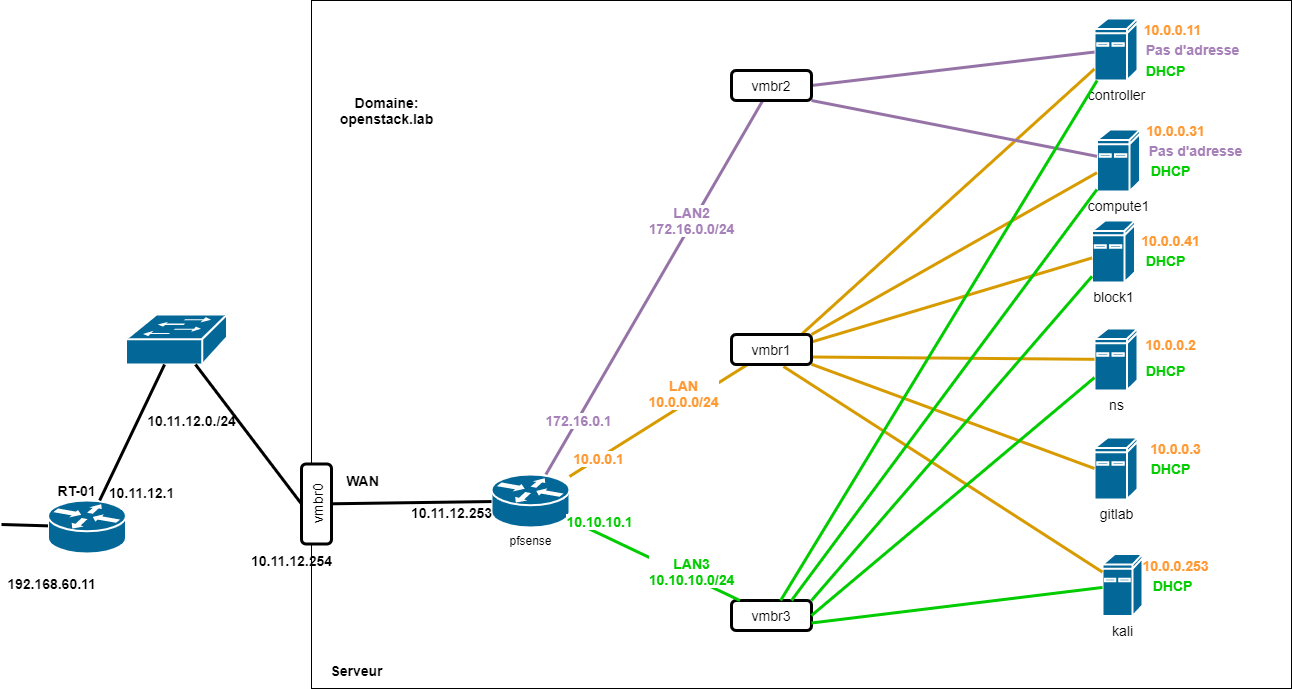 Domaine:
openstack.lab
vmbr2
10.0.0.11
Pas d'adresse
DHCP
controller
10.0.0.31
Pas d'adresse
DHCP
compute1
LAN2
172.16.0.0/24
10.0.0.41
DHCP
block1
vmbr1
10.0.0.2
DHCP
ns
LAN
10.0.0.0/24
172.16.0.1
10.0.0.1
10.11.12.0./24
10.0.0.3
DHCP
gitlab
RT-01
10.11.12.1
vmbr0
WAN
10.11.12.253
10.10.10.1
pfsense
10.11.12.254
192.168.60.11
LAN3
10.10.10.0/24
10.0.0.253
DHCP
kali
vmbr3
Serveur